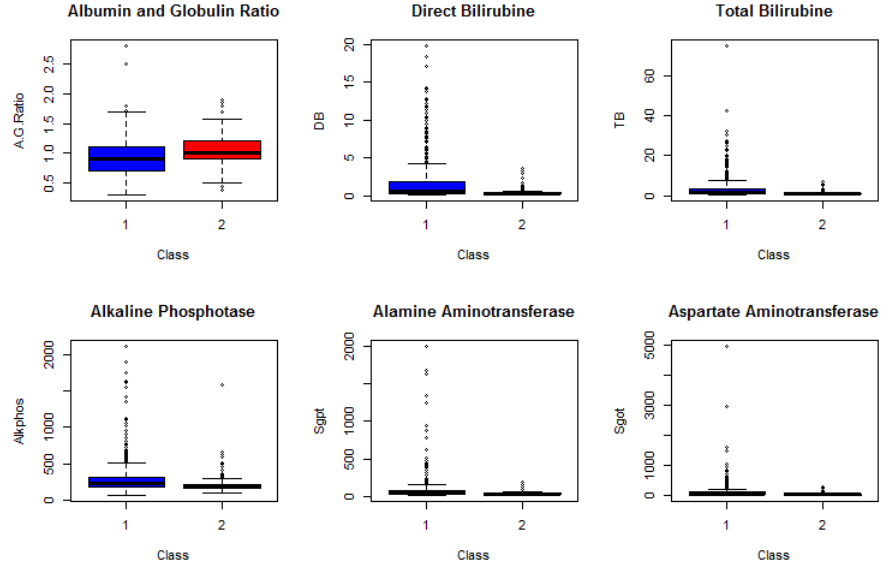 Albumin and Globulin Ratio
A.G.Ratio
2.5
2.0
1.5
1.0
0.5
1 2
Class
Direct Bilirubine
DB
20
15
10
5
0
1 2
Class
Total Bilirubine
TB
60
40
20
0
1 2
Class
Alkaline Phosphotase
Alkphos
2000
1000
500
0
1 2
Class
Alamine Aminotransferase
Sgpt
2000
1000
500
0
1 2
Class
Aspartate Aminotransferase
Sgot
5000
3000
1000
0
1 2
Class